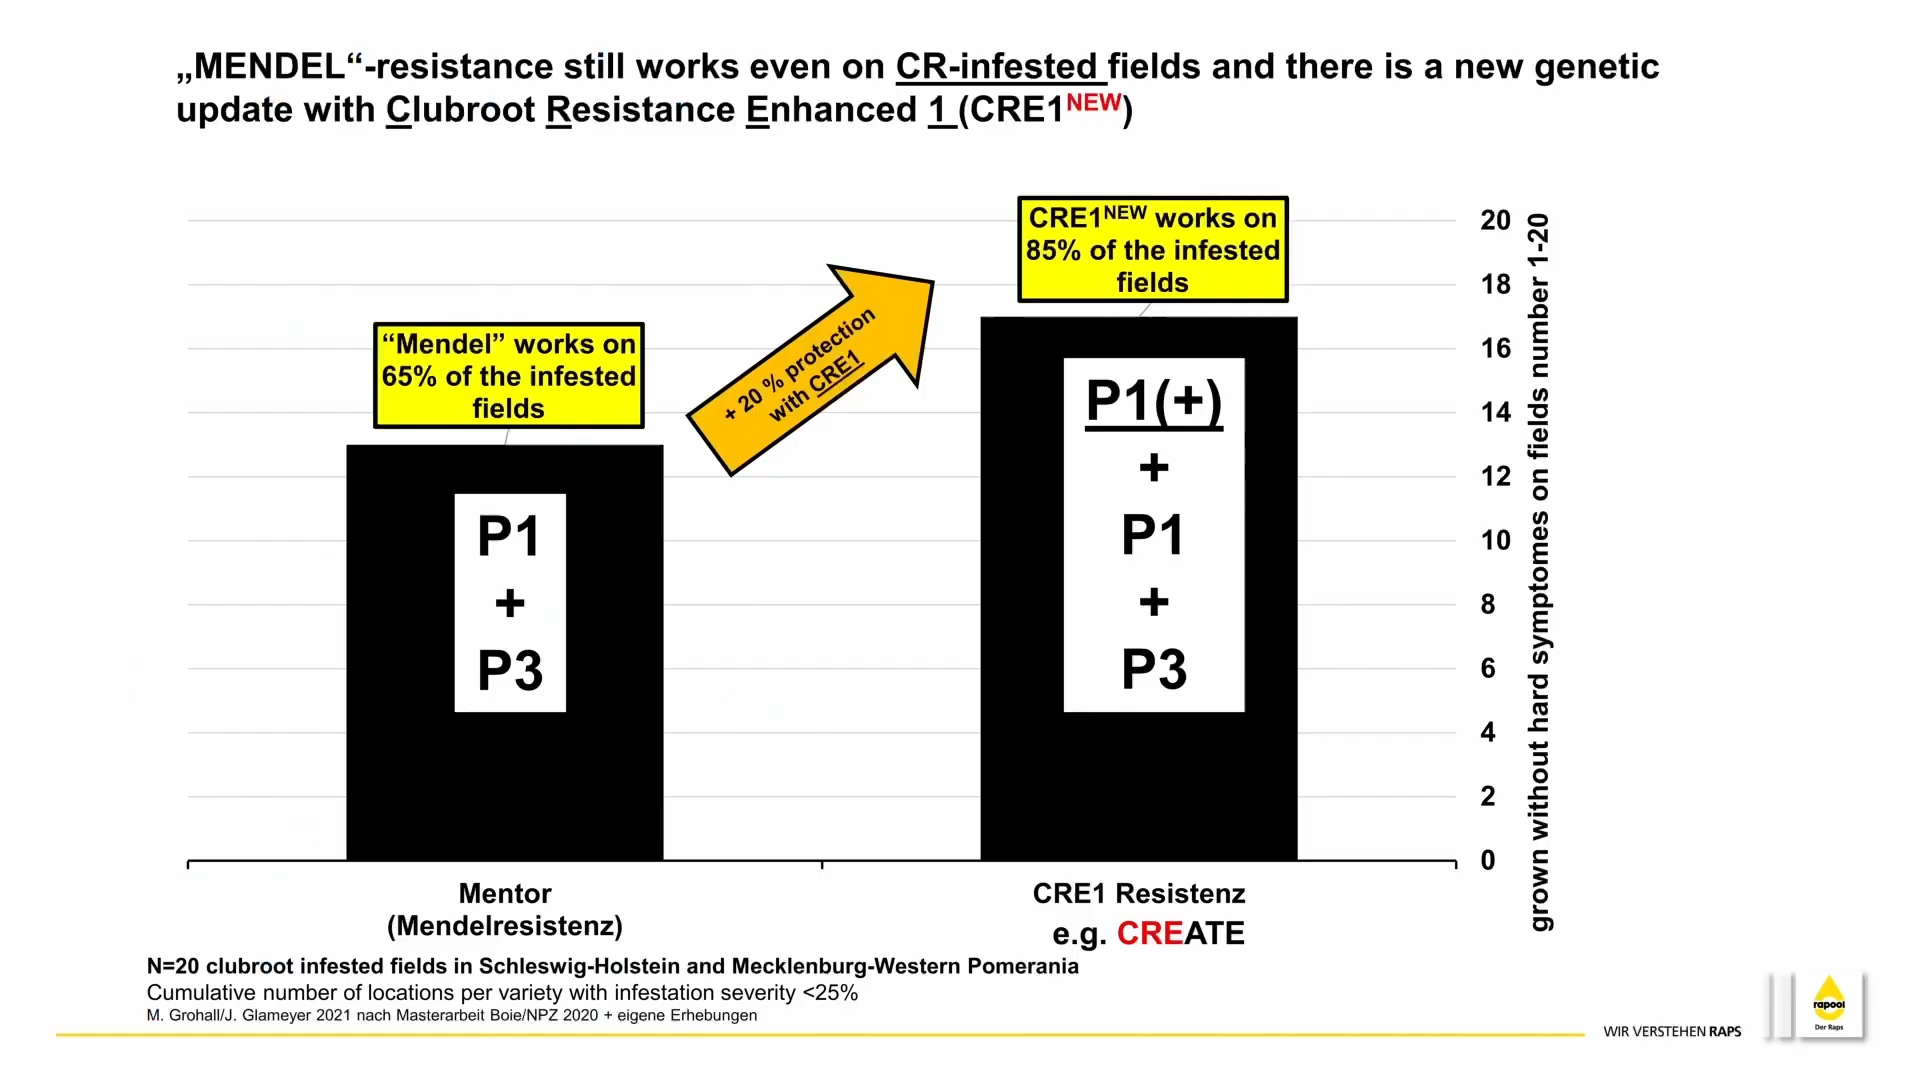 „MENDEL“-resistance still works even on CR-infested fields and there is a new genetic
update with Clubroot Resistance Enhanced 1 (CRE1NEW)
“Mendel” works on
65% of the infested
fields
+ 20 % protection
with CRE1
CRE1NEW works on
85% of the infested
fields
P1
+
P3
P1(+)
+
P1
+
P3
20
18
16
14
12
10
8
6
4
2
0
grown without hard symptomes on fields number 1-20
Mentor
(Mendelresistenz)
CRE1 Resistenz
e.g. CREATE
N=20 clubroot infested fields in Schleswig-Holstein and Mecklenburg-Western Pomerania
Cumulative number of locations per variety with infestation severity <25%
M. Grohall/J. Glameyer 2021 nach Masterarbeit Boie/NPZ 2020 + eigene Erhebungen
WIR VERSTEHEN RAPS
rapool
Der Raps